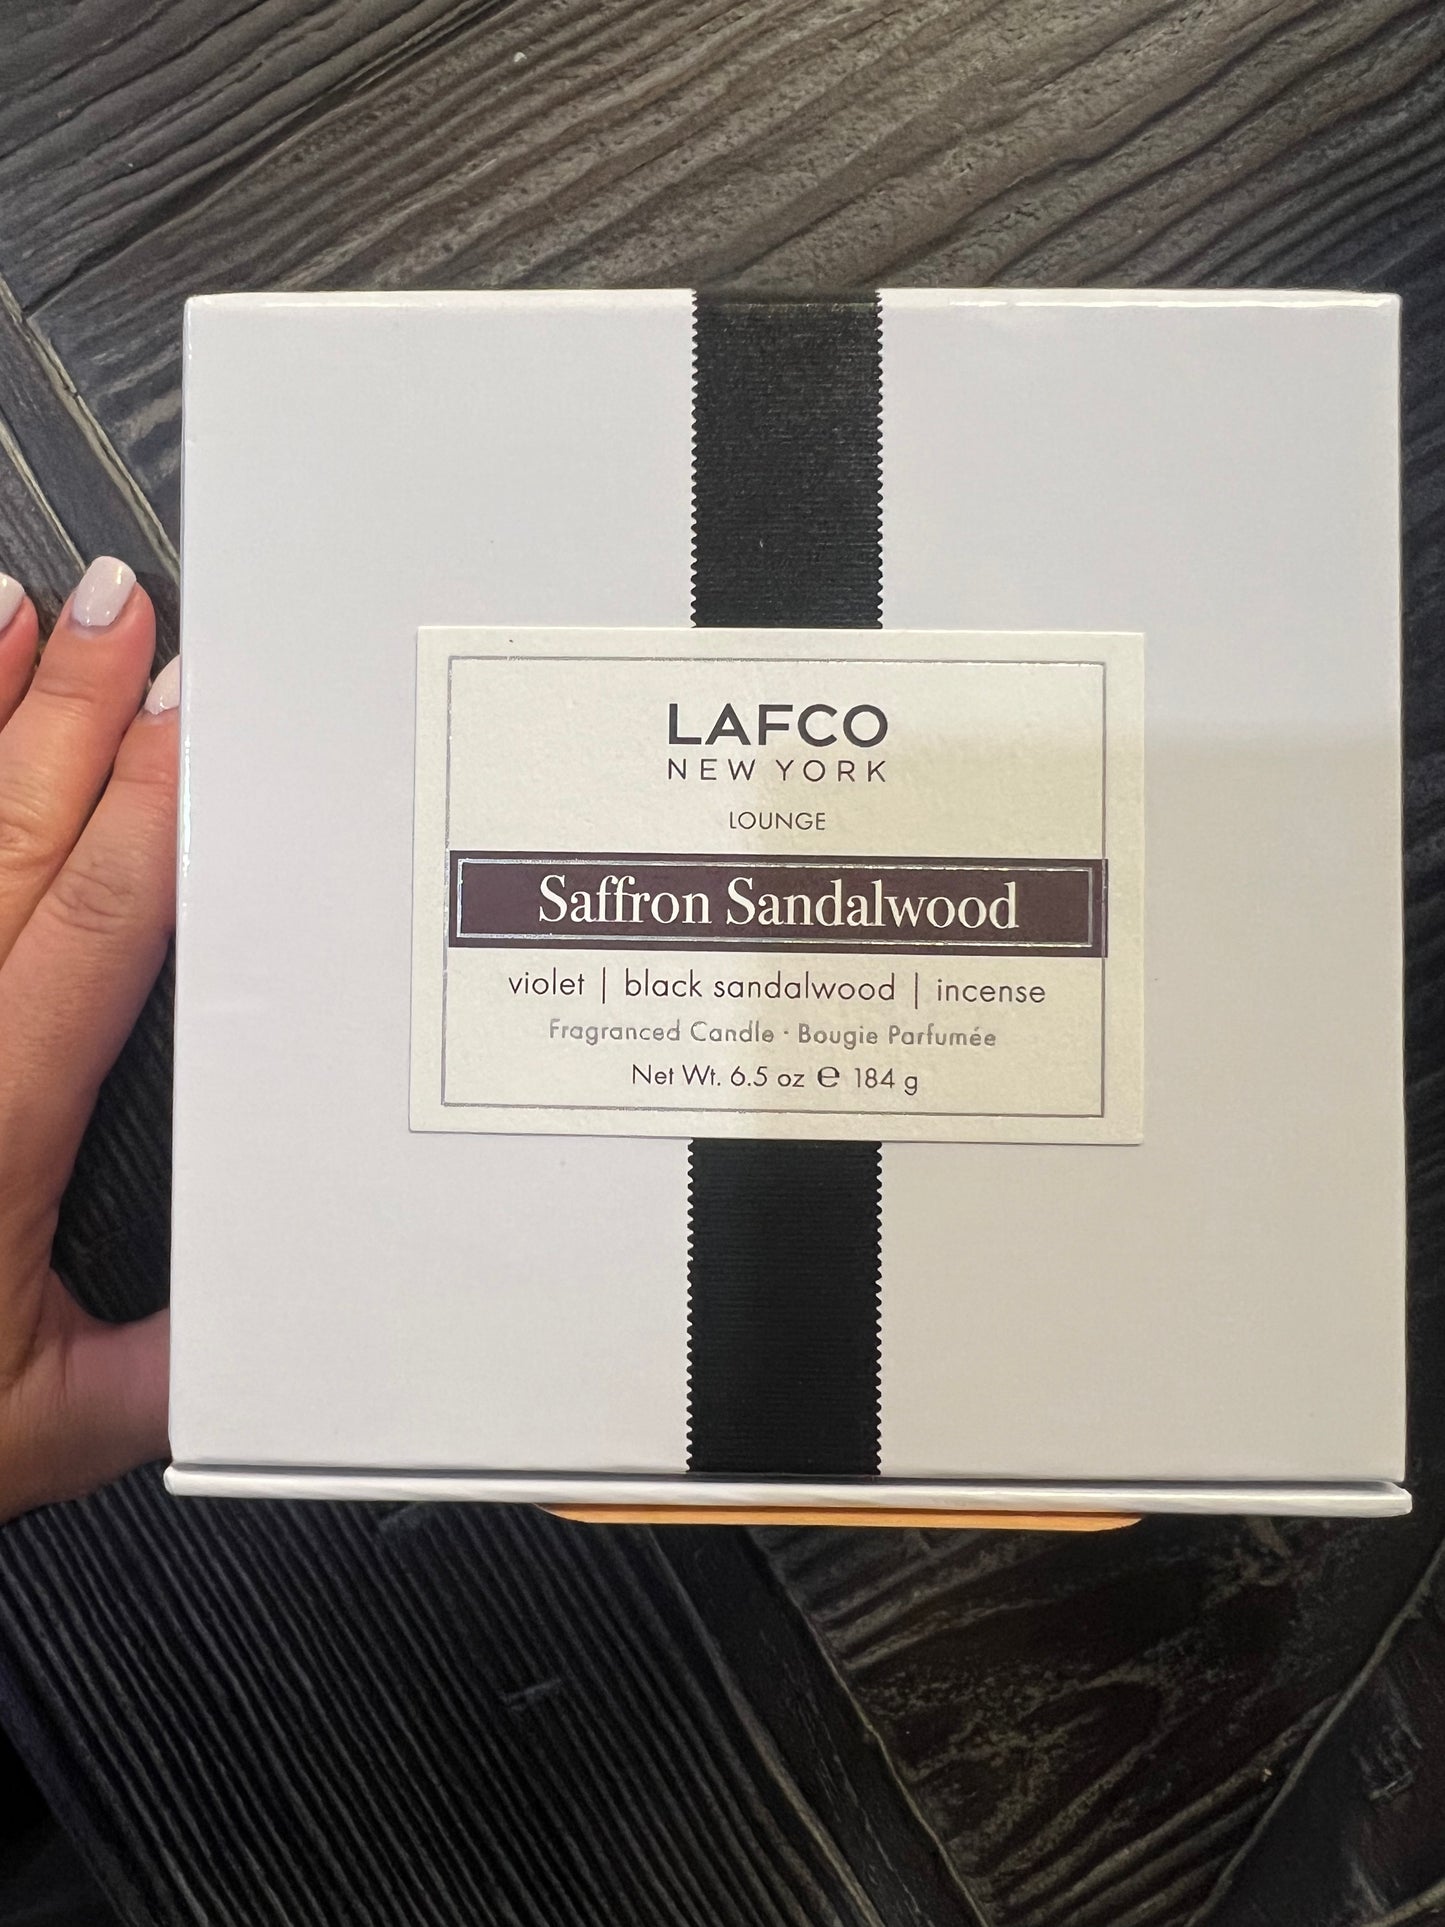 LAFCO
NEW YORK
LOUNGE
Saffron Sandalwood
violet | black sandalwood | incense
Fragranced Candle · Bougie Parfumée
Net Wt. 6.5 oz ℮ 184 g